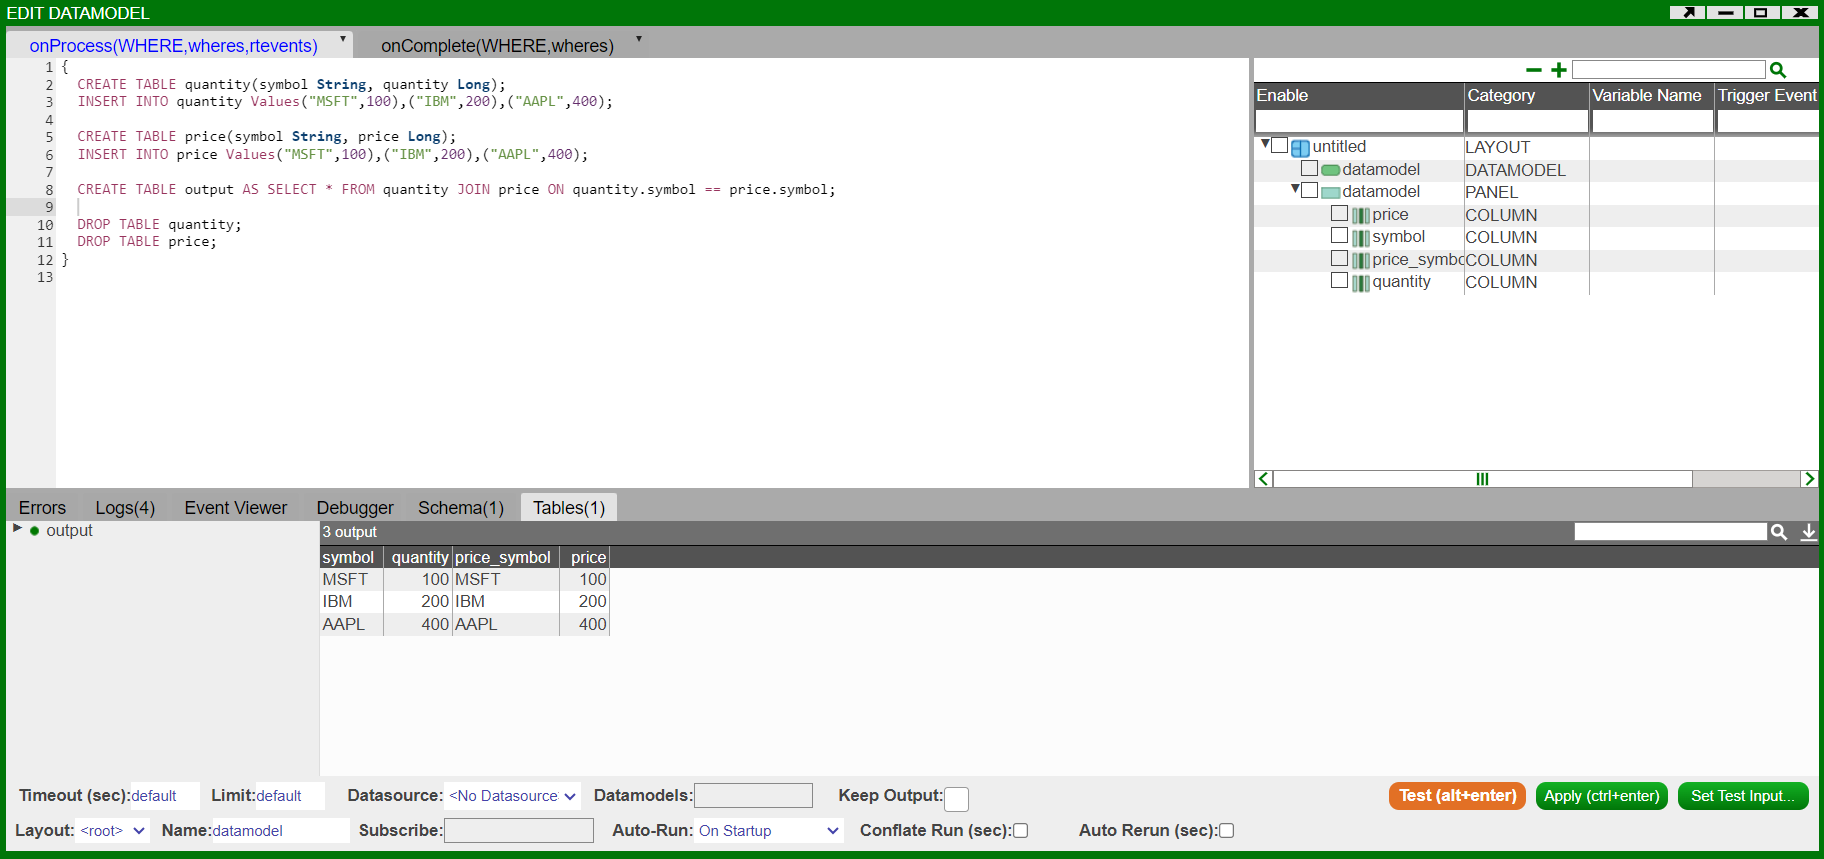 EDIT DATAMODEL
onProcess(WHERE,wheres,rtevents)
onComplete(WHERE,wheres)
1 {
2 CREATE TABLE quantity(symbol String, quantity Long);
3 INSERT INTO quantity Values("MSFT",100),("IBM",200),("AAPL",400);
4
5 CREATE TABLE price(symbol String, price Long);
6 INSERT INTO price Values("MSFT",100),("IBM",200),("AAPL",400);
7
8 CREATE TABLE output AS SELECT * FROM quantity JOIN price ON quantity.symbol == price.symbol;
9
10 DROP TABLE quantity;
11 DROP TABLE price;
12 }
13
Enable Category Variable Name Trigger Event
untitled LAYOUT
datamodel DATAMODEL
datamodel PANEL
price COLUMN
symbol COLUMN
price_symbo COLUMN
quantity COLUMN
Errors Logs(4) Event Viewer Debugger Schema(1) Tables(1)
output
3 output
symbol quantity price_symbol price
MSFT 100 MSFT 100
IBM 200 IBM 200
AAPL 400 AAPL 400
Timeout (sec): default Limit: default Datasource: <No Datasource Datamodels: Keep Output: Test (alt+enter) Apply (ctrl+enter) Set Test Input...
Layout: <root> Name: datamodel Subscribe: Auto-Run: On Startup Conflate Run (sec): Auto Rerun (sec):